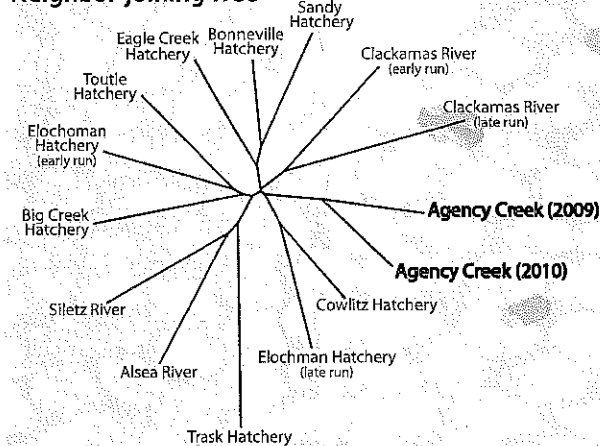 Neighbor-joining tree
Sandy
Hatchery
Eagle Creek
Hatchery
Bonneville
Hatchery
Clackamas River
(early run)
Toutle
Hatchery
Clackamas River
(late run)
Elochoman
Hatchery
(early run)
Big Creek
Hatchery
Agency Creek (2009)
Agency Creek (2010)
Siletz River
Cowlitz Hatchery
Elochman Hatchery
(late run)
Alsea River
Trask Hatchery